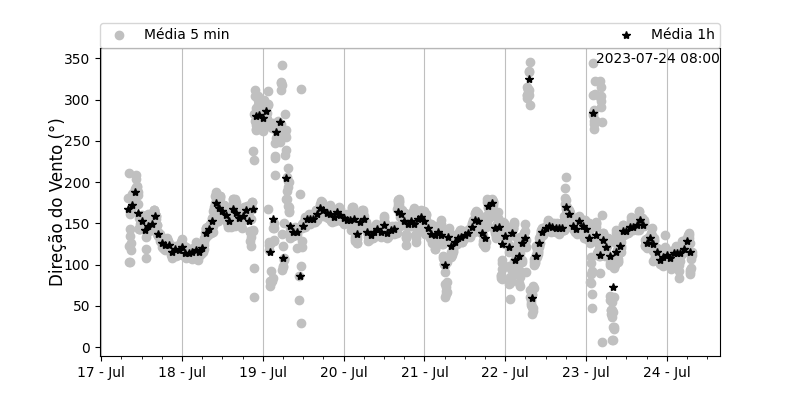 Média 5 min
Média 1h
2023-07-24 08:00
Direção do Vento (°)
350
300
250
200
150
100
50
0
17 - Jul
18 - Jul
19 - Jul
20 - Jul
21 - Jul
22 - Jul
23 - Jul
24 - Jul